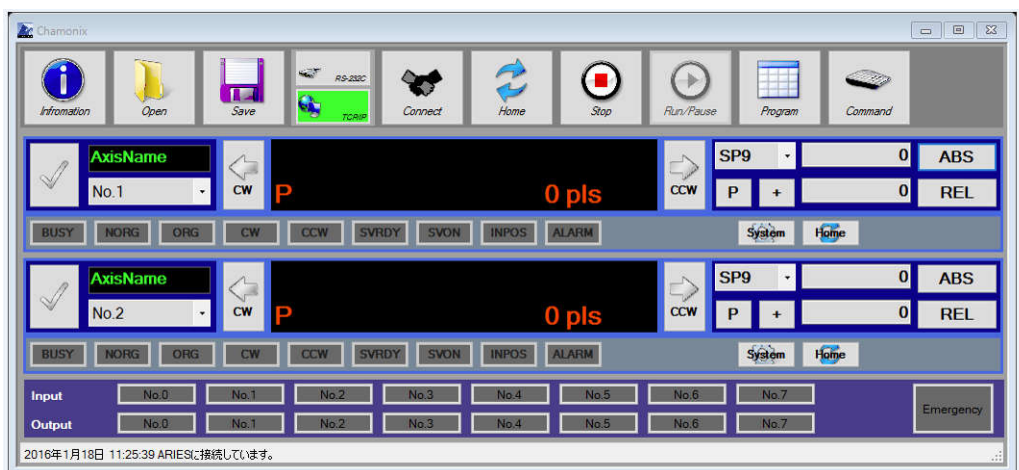 Chamonix
Infromation Open Save RS-232C TCP/IP Connect Home Stop Run/Pause Program Command
AxisName
No.1
CW
P 0 pls
CCW
SP9 0 ABS
P + 0 REL
BUSY NORG ORG CW CCW SVRDY SVON INPOS ALARM System Home
AxisName
No.2
CW
P 0 pls
CCW
SP9 0 ABS
P + 0 REL
BUSY NORG ORG CW CCW SVRDY SVON INPOS ALARM System Home
Input No.0 No.1 No.2 No.3 No.4 No.5 No.6 No.7
Output No.0 No.1 No.2 No.3 No.4 No.5 No.6 No.7
Emergency
2016年1月18日 11:25:39 ARIESに接続しています。